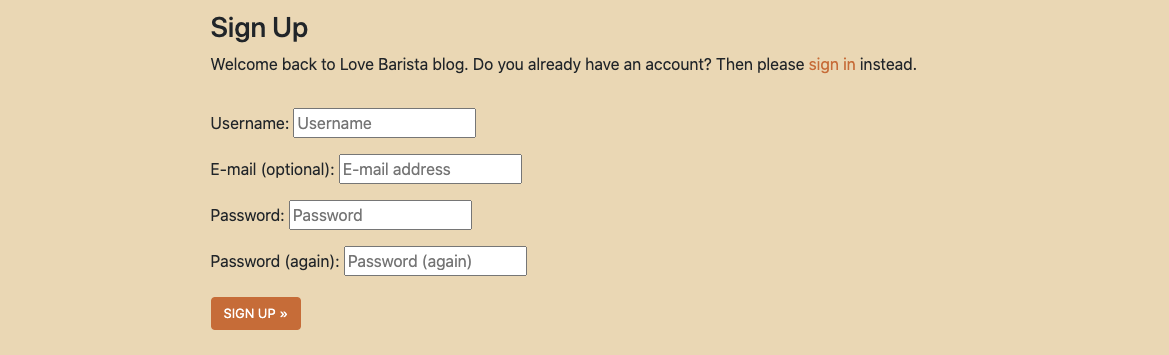 Sign Up
Welcome back to Love Barista blog. Do you already have an account? Then please sign in instead.
Username: Username
E-mail (optional): E-mail address
Password: Password
Password (again): Password (again)
SIGN UP »